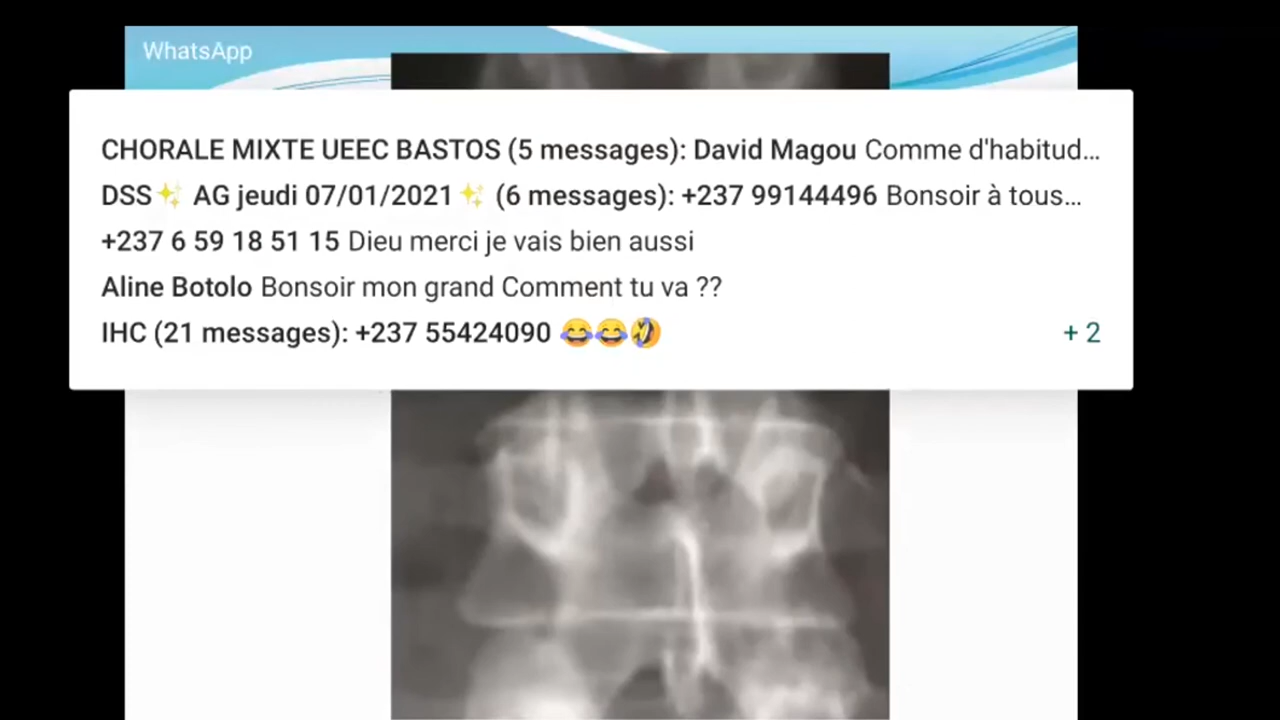 WhatsApp
CHORALE MIXTE UEEC BASTOS (5 messages): David Magou Comme d'habitud…
DSS✨ AG jeudi 07/01/2021✨ (6 messages): +237 99144496 Bonsoir à tous…
+237 6 59 18 51 15 Dieu merci je vais bien aussi
Aline Botolo Bonsoir mon grand Comment tu va ??
IHC (21 messages): +237 55424090 😂😂🤣
+ 2